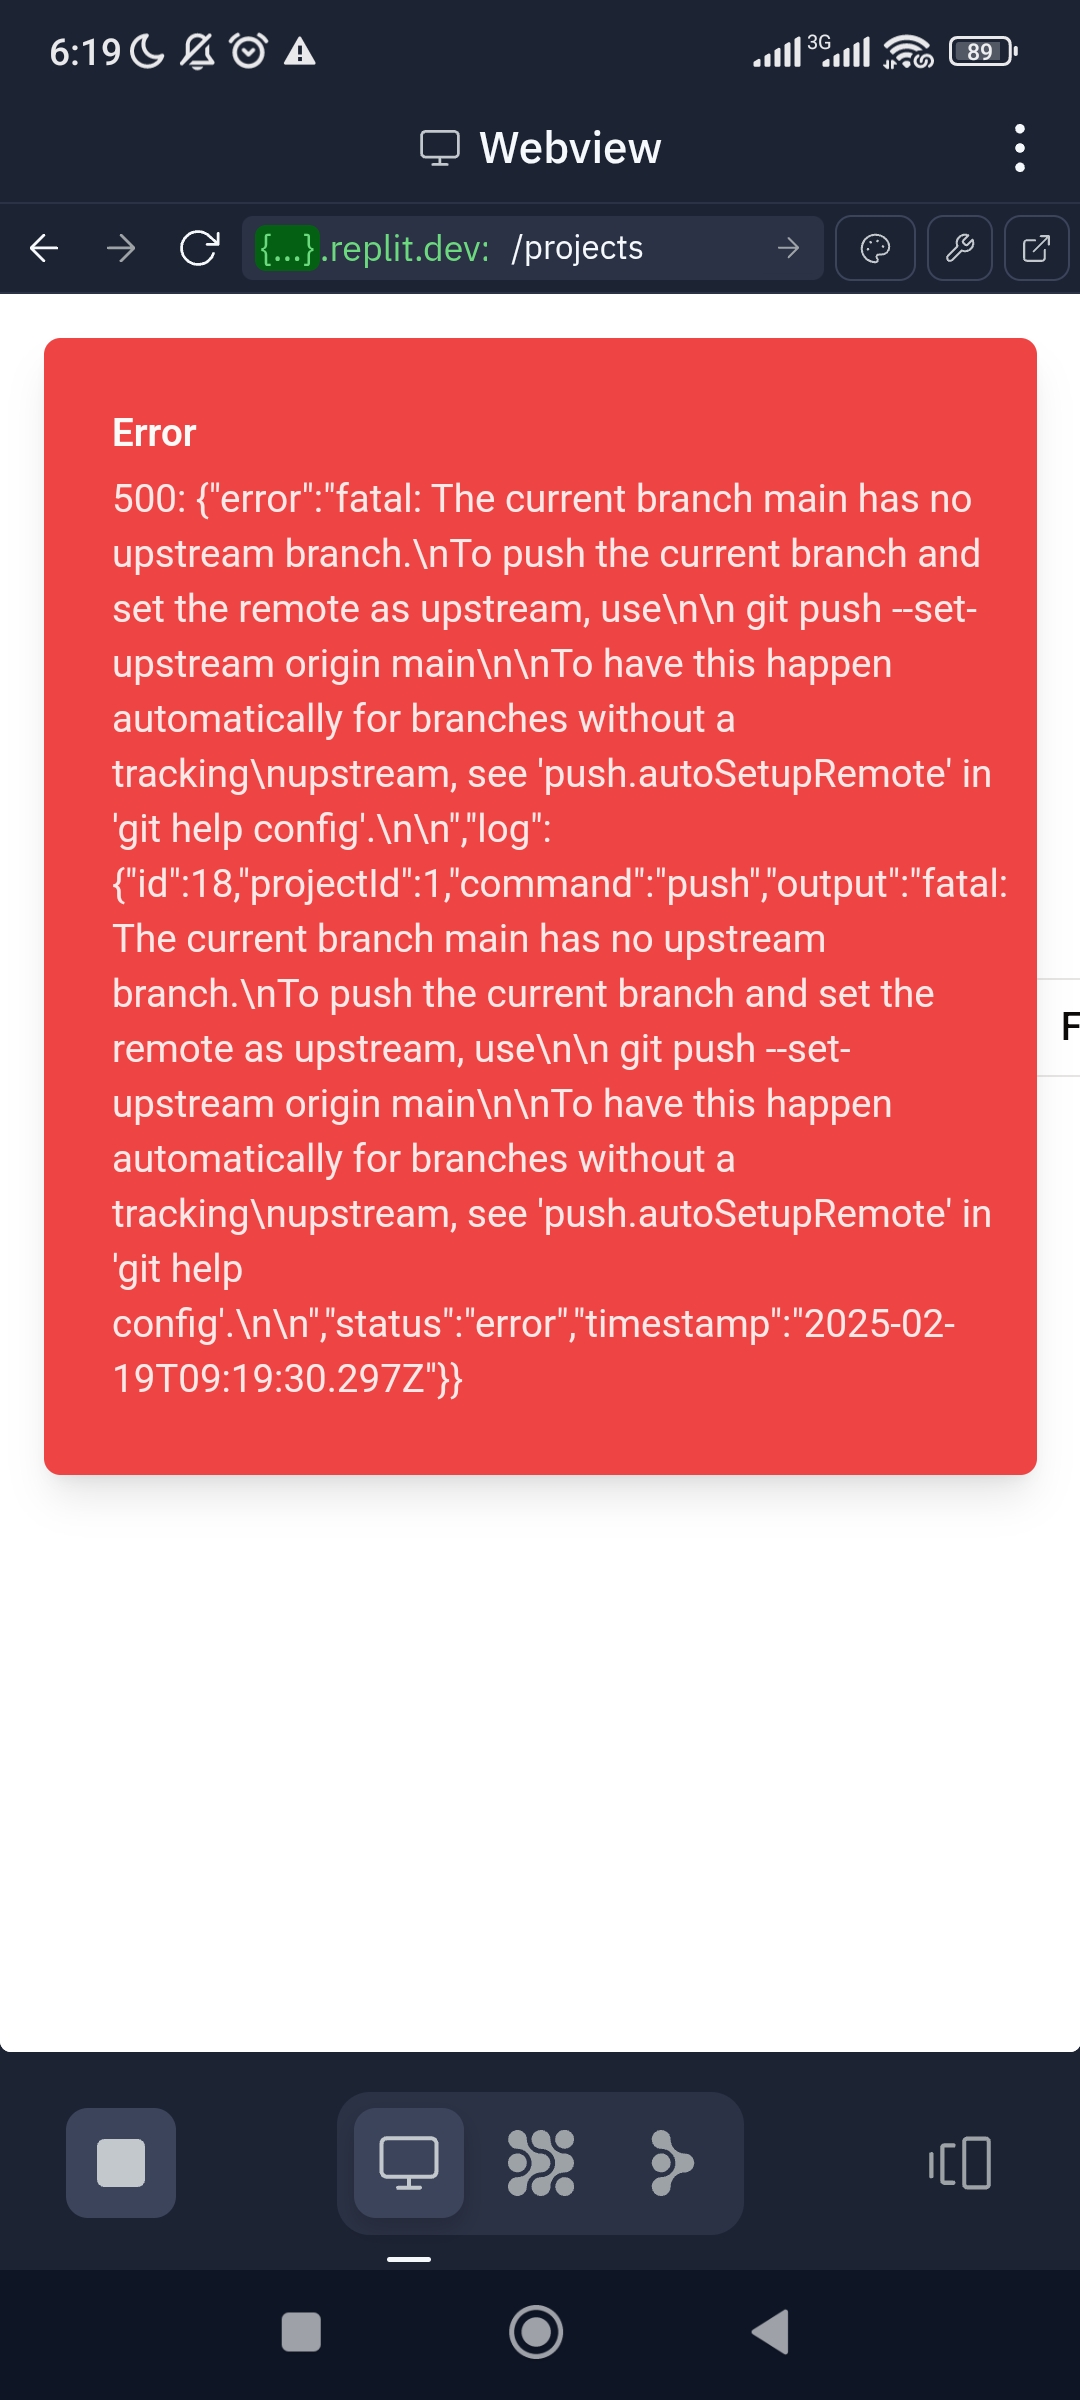 6:19
3G
89
Webview
{...}.replit.dev: /projects
Error
500: {"error":"fatal: The current branch main has no
upstream branch.\nTo push the current branch and
set the remote as upstream, use\n\n git push --set-
upstream origin main\n\nTo have this happen
automatically for branches without a
tracking\nupstream, see 'push.autoSetupRemote' in
'git help config'.\n\n","log":
{"id":18,"projectId":1,"command":"push","output":"fatal:
The current branch main has no upstream
branch.\nTo push the current branch and set the
remote as upstream, use\n\n git push --set-
upstream origin main\n\nTo have this happen
automatically for branches without a
tracking\nupstream, see 'push.autoSetupRemote' in
'git help
config'.\n\n","status":"error","timestamp":"2025-02-
19T09:19:30.297Z"}}
F